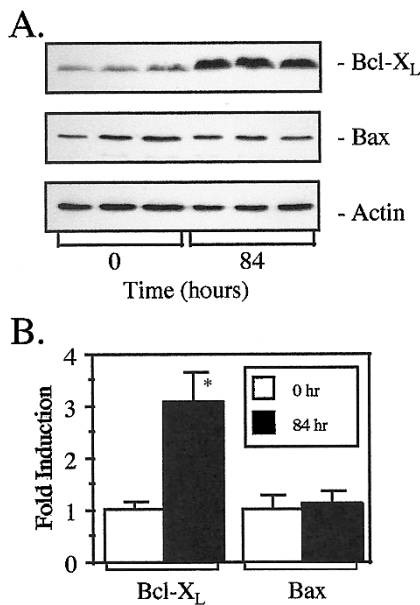 A.
- Bcl-XL
- Bax
- Actin
0 84
Time (hours)
B.
Fold Induction
4
3
2
1
0
*
0 hr
84 hr
Bcl-XL Bax